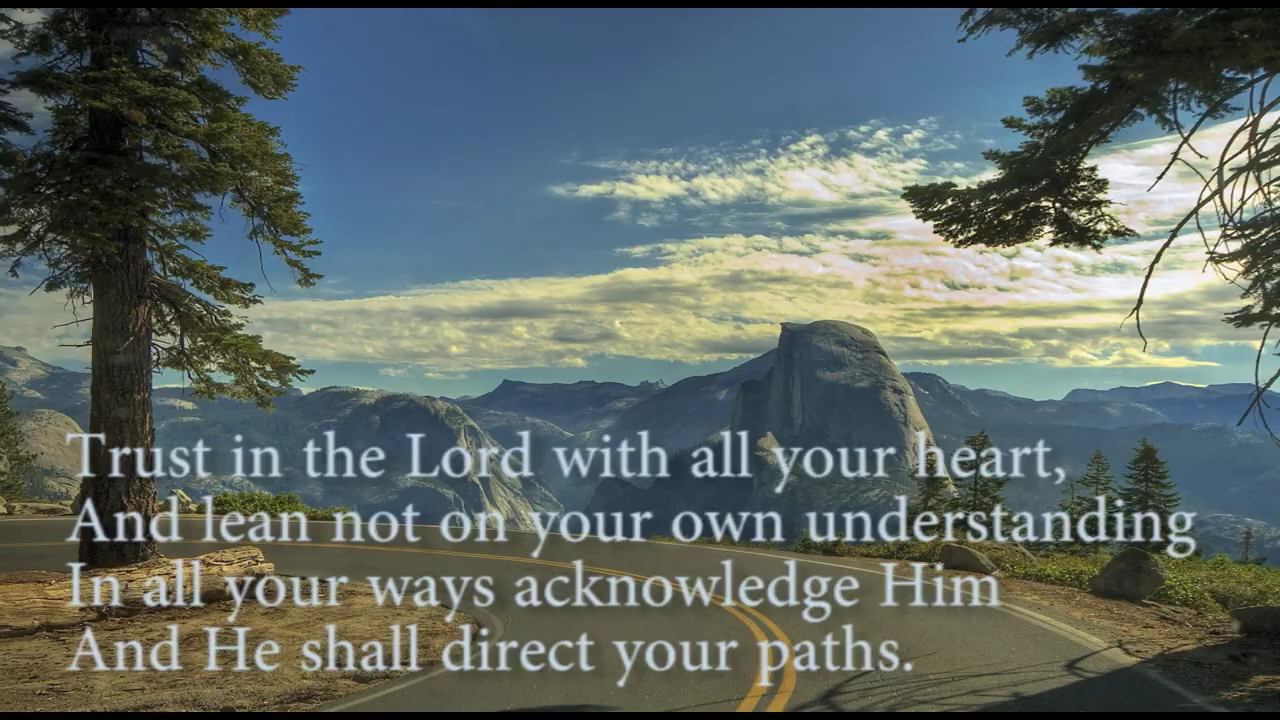 Trust in the Lord with all your heart,
And lean not on your own understanding
In all your ways acknowledge Him
And He shall direct your paths.